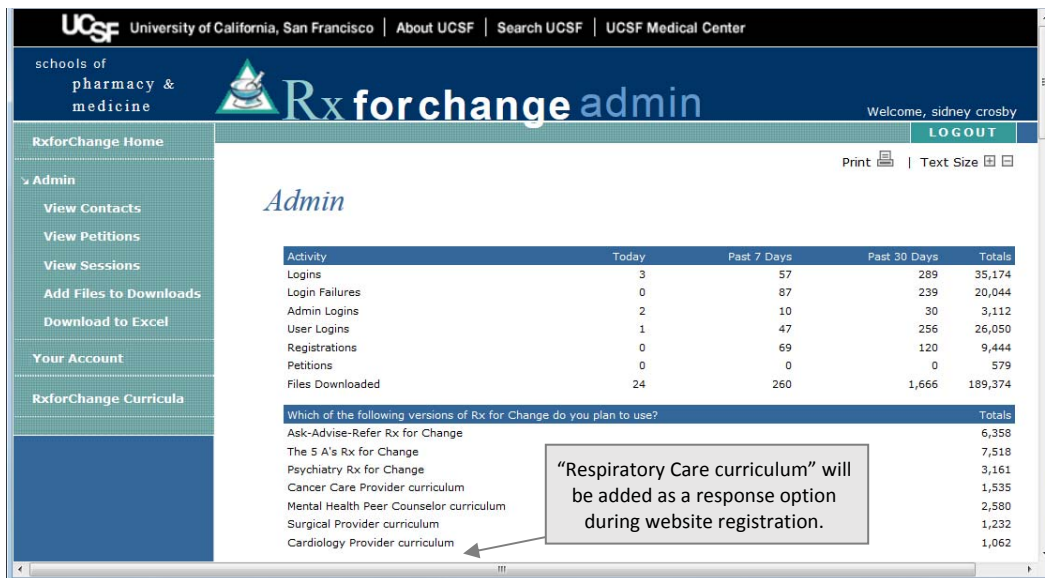 UCSF University of California, San Francisco | About UCSF | Search UCSF | UCSF Medical Center
schools of
pharmacy &
medicine
Rx for change admin
Welcome, sidney crosby
LOGOUT
RxforChange Home
Admin
View Contacts
View Petitions
View Sessions
Add Files to Downloads
Download to Excel
Your Account
RxforChange Curricula
Print | Text Size
Admin
Activity Today Past 7 Days Past 30 Days Totals
Logins 3 57 289 35,174
Login Failures 0 87 239 20,044
Admin Logins 2 10 30 3,112
User Logins 1 47 256 26,050
Registrations 0 69 120 9,444
Petitions 0 0 0 579
Files Downloaded 24 260 1,666 189,374
Which of the following versions of Rx for Change do you plan to use? Totals
Ask-Advise-Refer Rx for Change 6,358
The 5 A's Rx for Change 7,518
Psychiatry Rx for Change 3,161
Cancer Care Provider curriculum 1,535
Mental Health Peer Counselor curriculum 2,580
Surgical Provider curriculum 1,232
Cardiology Provider curriculum 1,062
“Respiratory Care curriculum” will
be added as a response option
during website registration.